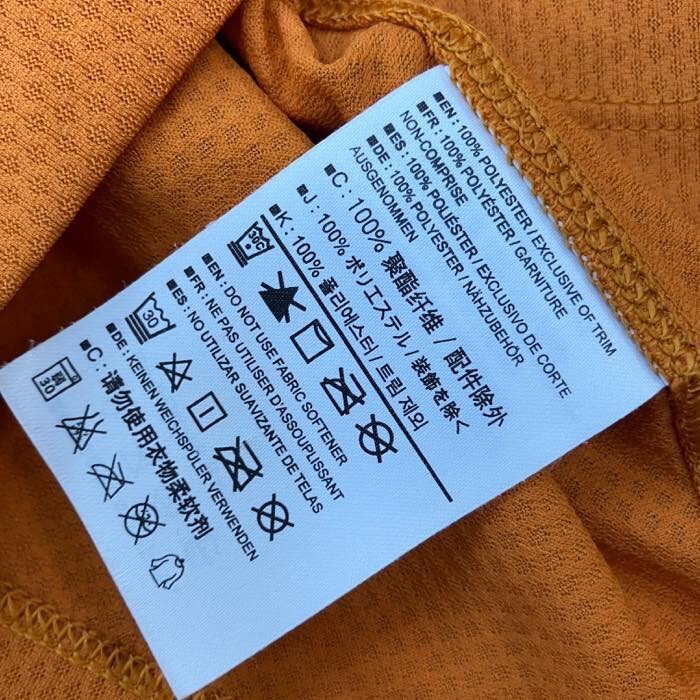 EN: 100% POLYESTER / EXCLUSIVE OF TRIM
FR: 100% POLYESTER / GARNITURE
NON-COMPRISE
ES: 100% POLIÉSTER / EXCLUSIVO DE CORTE
DE: 100% POLYESTER / NÄHZUBEHÖR
AUSGENOMMEN
C: 100% 聚酯纤维 / 配件除外
J: 100% ポリエステル / 装飾を除く
K: 100% 폴리에스터 / 트림 제외
30
EN: DO NOT USE FABRIC SOFTENER
FR: NE PAS UTILISER D'ASSOUPLISSANT
ES: NO UTILIZAR SUAVIZANTE DE TELAS
DE: KEINEN WEICHSPÜLER VERWENDEN
C: 请勿使用衣物柔软剂
30
30